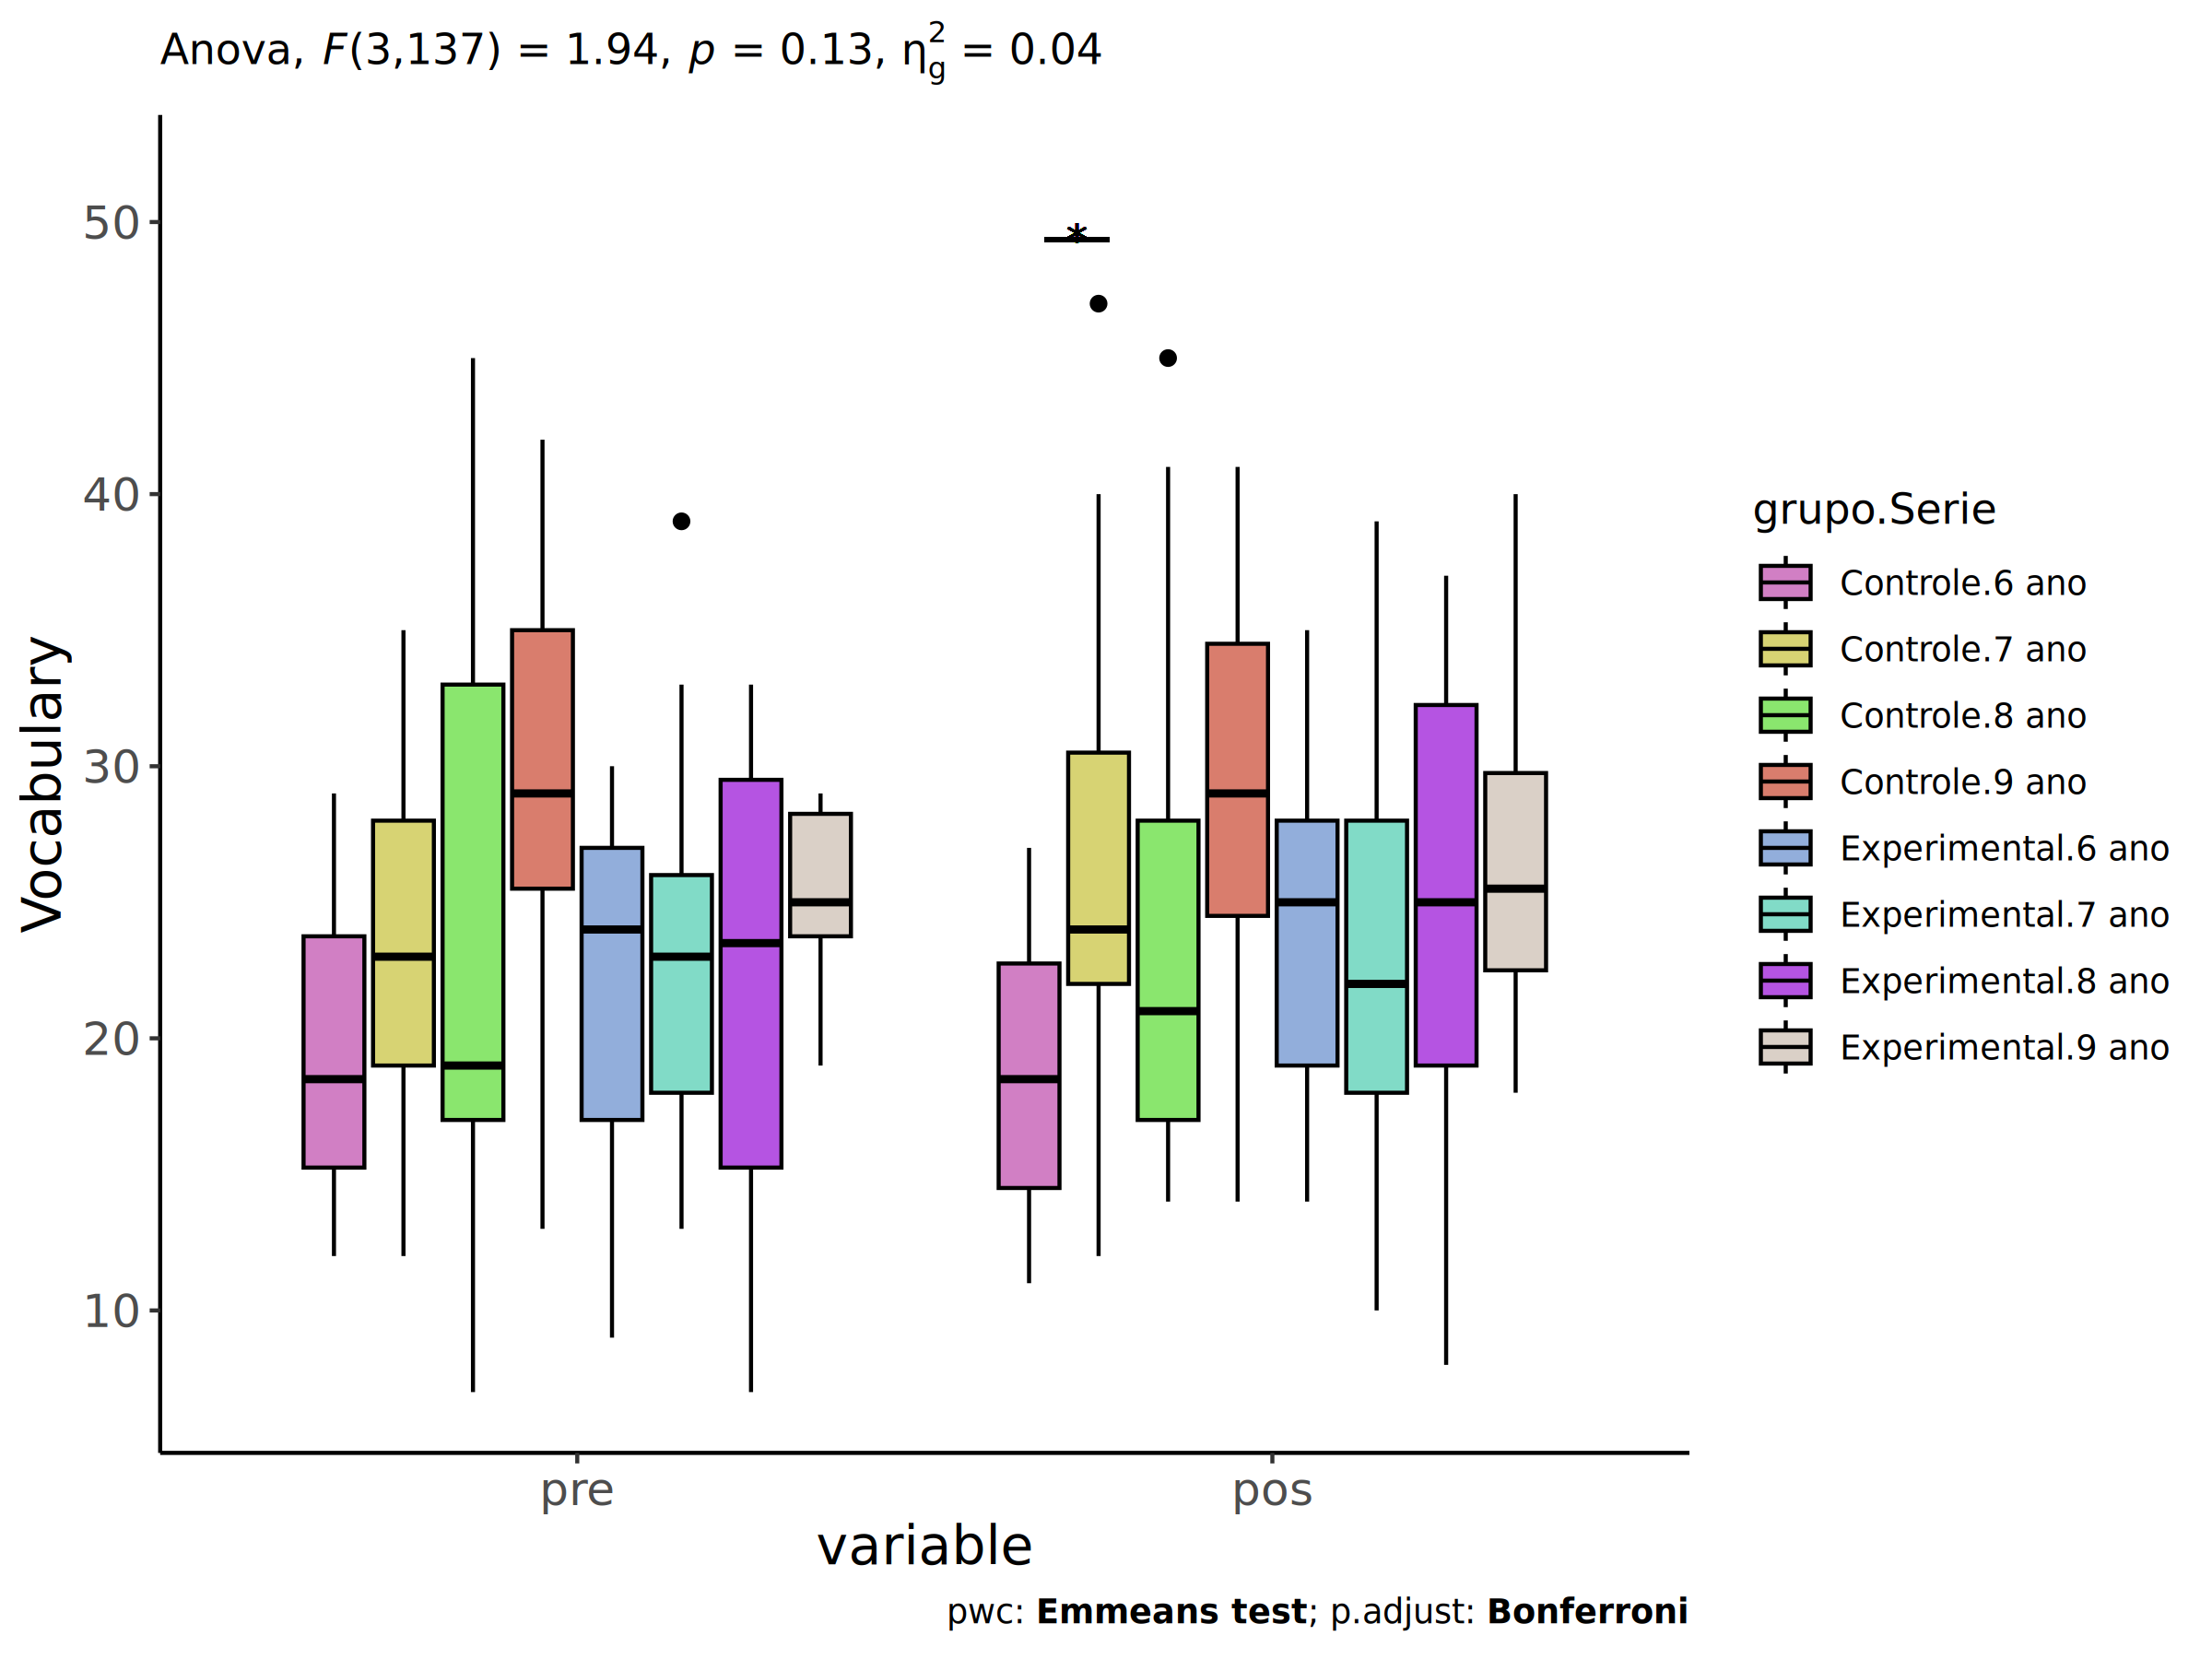 Anova, F(3,137) = 1.94, p = 0.13, η²g = 0.04
50
40
30
20
10
Vocabulary
*
pre
pos
variable
grupo.Serie
Controle.6 ano
Controle.7 ano
Controle.8 ano
Controle.9 ano
Experimental.6 ano
Experimental.7 ano
Experimental.8 ano
Experimental.9 ano
pwc: Emmeans test; p.adjust: Bonferroni